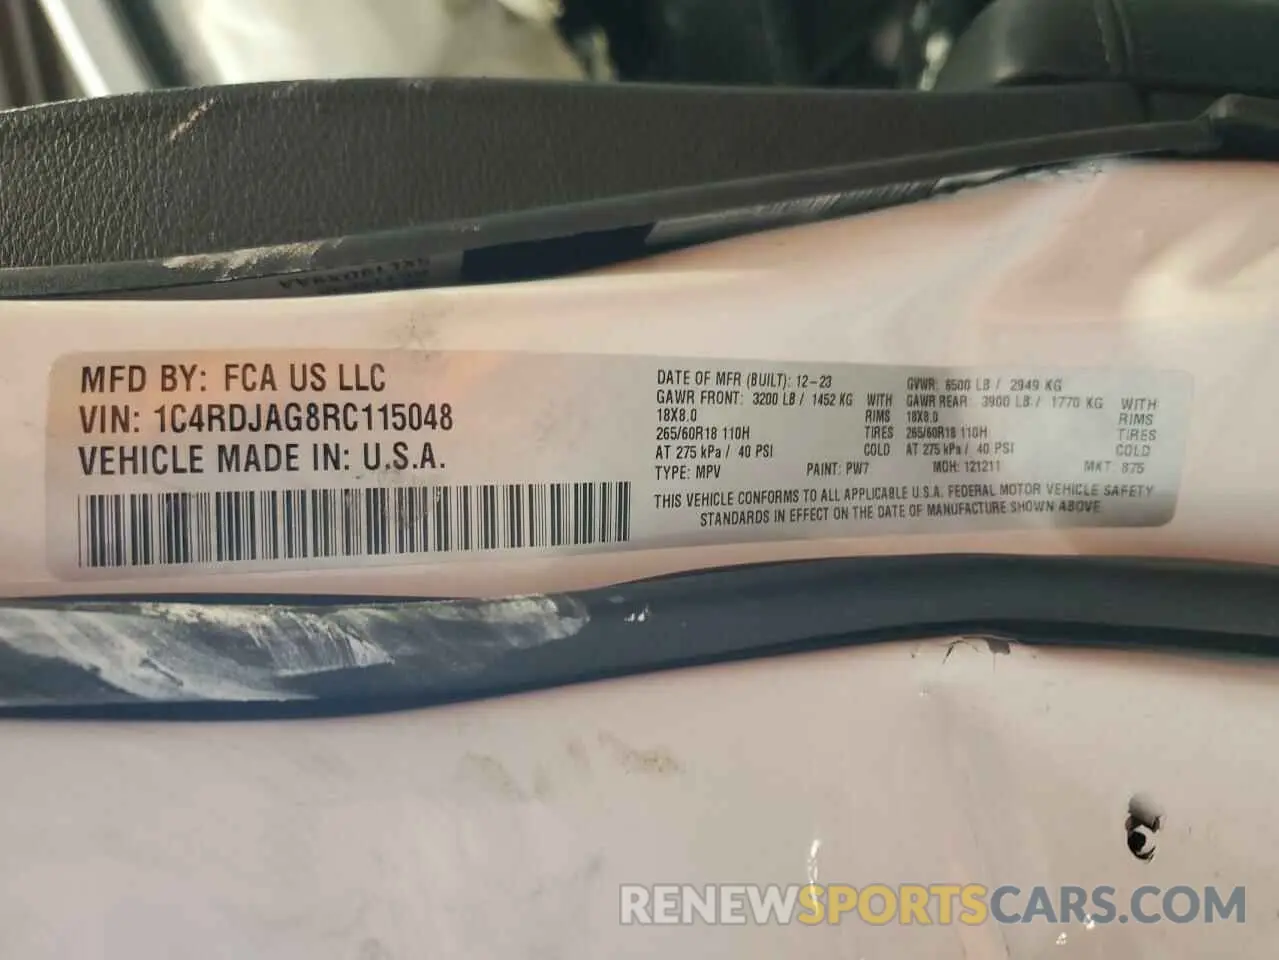 MFD BY: FCA US LLC
VIN: 1C4RDJAG8RC115048
VEHICLE MADE IN: U.S.A.
DATE OF MFR (BUILT): 12-23 GVWR: 6500 LB / 2949 KG
GAWR FRONT: 3200 LB / 1452 KG WITH GAWR REAR: 3900 LB / 1770 KG WITH
18X8.0 RIMS 18X8.0 RIMS
265/60R18 110H TIRES 265/60R18 110H TIRES
AT 275 kPa / 40 PSI COLD AT 275 kPa / 40 PSI COLD
TYPE: MPV PAINT: PW7 MDH: 121211 MKT 875
THIS VEHICLE CONFORMS TO ALL APPLICABLE U.S.A. FEDERAL MOTOR VEHICLE SAFETY
STANDARDS IN EFFECT ON THE DATE OF MANUFACTURE SHOWN ABOVE
RENEWSPORTSCARS.COM